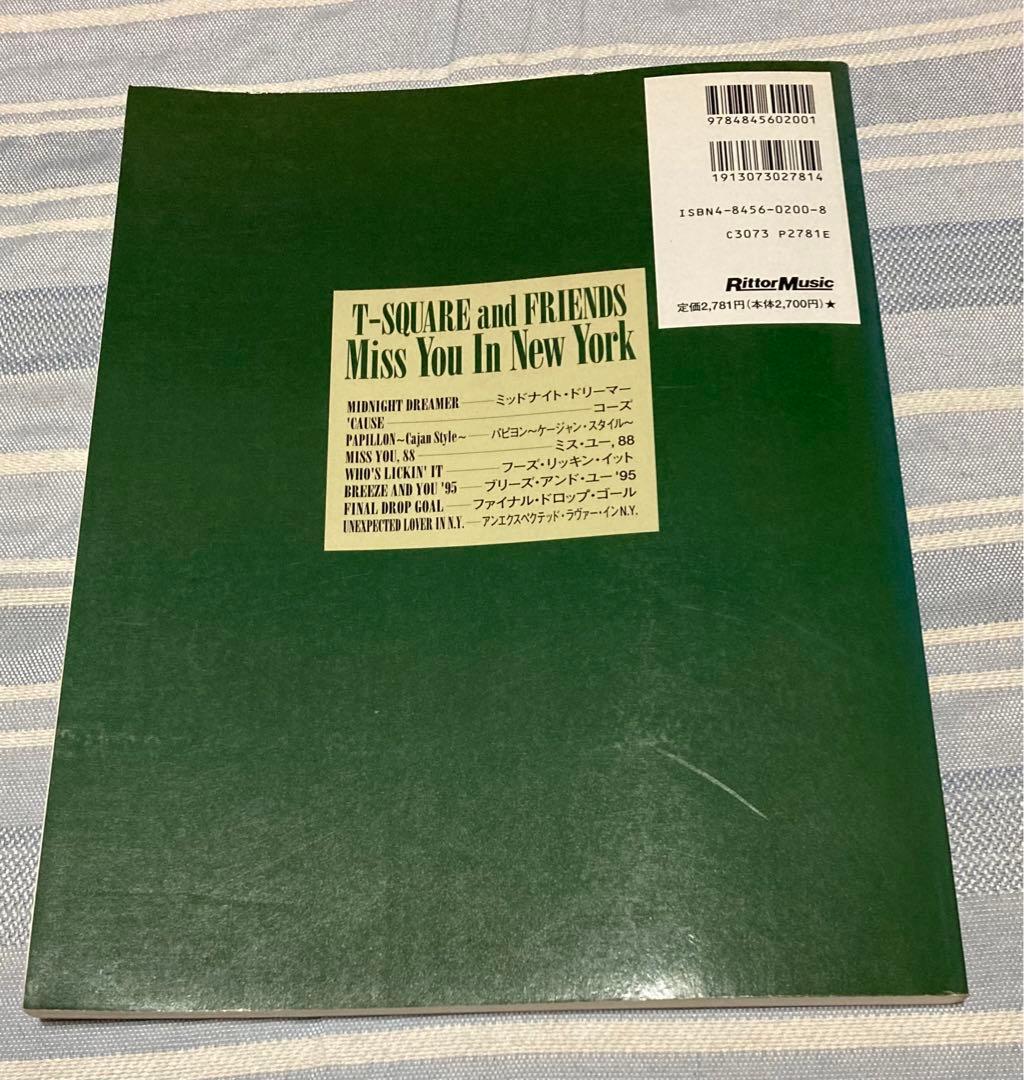 9784845602001
1913073027814
ISBN4-8456-0200-8
C3073 P2781E
RittorMusic
定価2,781円(本体2,700円)★
T-SQUARE and FRIENDS
Miss You In New York
MIDNIGHT DREAMER――ミッドナイト・ドリーマー
'CAUSE――コーズ
PAPILLON~Cajan Style~――パピヨン~ケージャン・スタイル~
MISS YOU, 88――ミス・ユー, 88
WHO'S LICKIN' IT――フーズ・リッキン・イット
BREEZE AND YOU '95――ブリーズ・アンド・ユー '95
FINAL DROP GOAL――ファイナル・ドロップ・ゴール
UNEXPECTED LOVER IN N.Y.――アンエクスペクテッド・ラヴァー・イン N.Y.